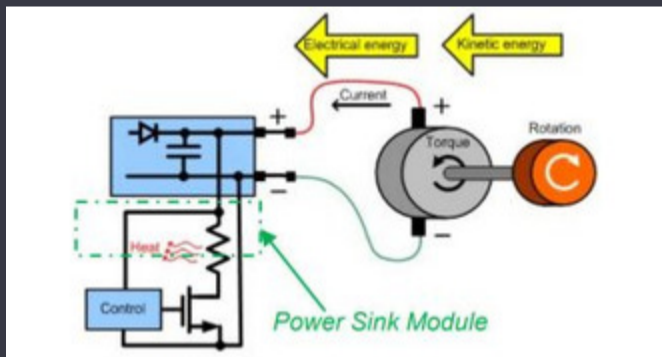 Electrical energy
Kinetic energy
Current
+
+
Torque
Rotation
−
−
Heat
Control
Power Sink Module